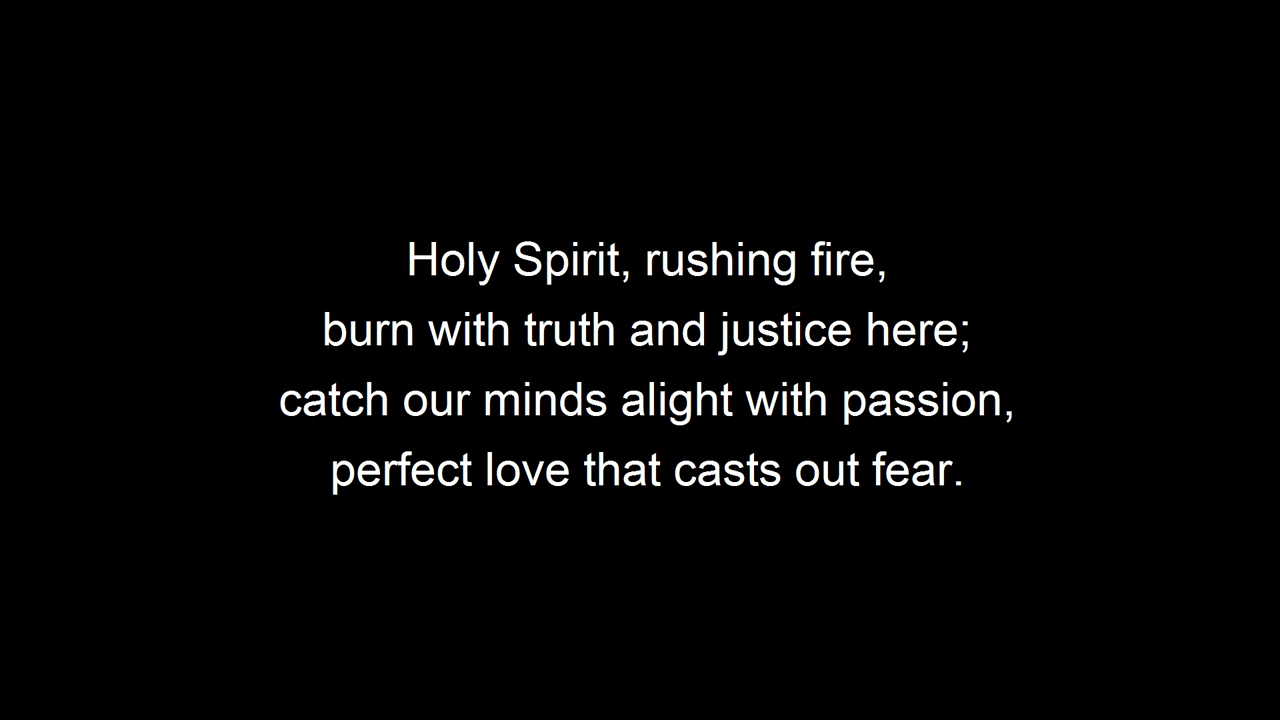 Holy Spirit, rushing fire,
burn with truth and justice here;
catch our minds alight with passion,
perfect love that casts out fear.